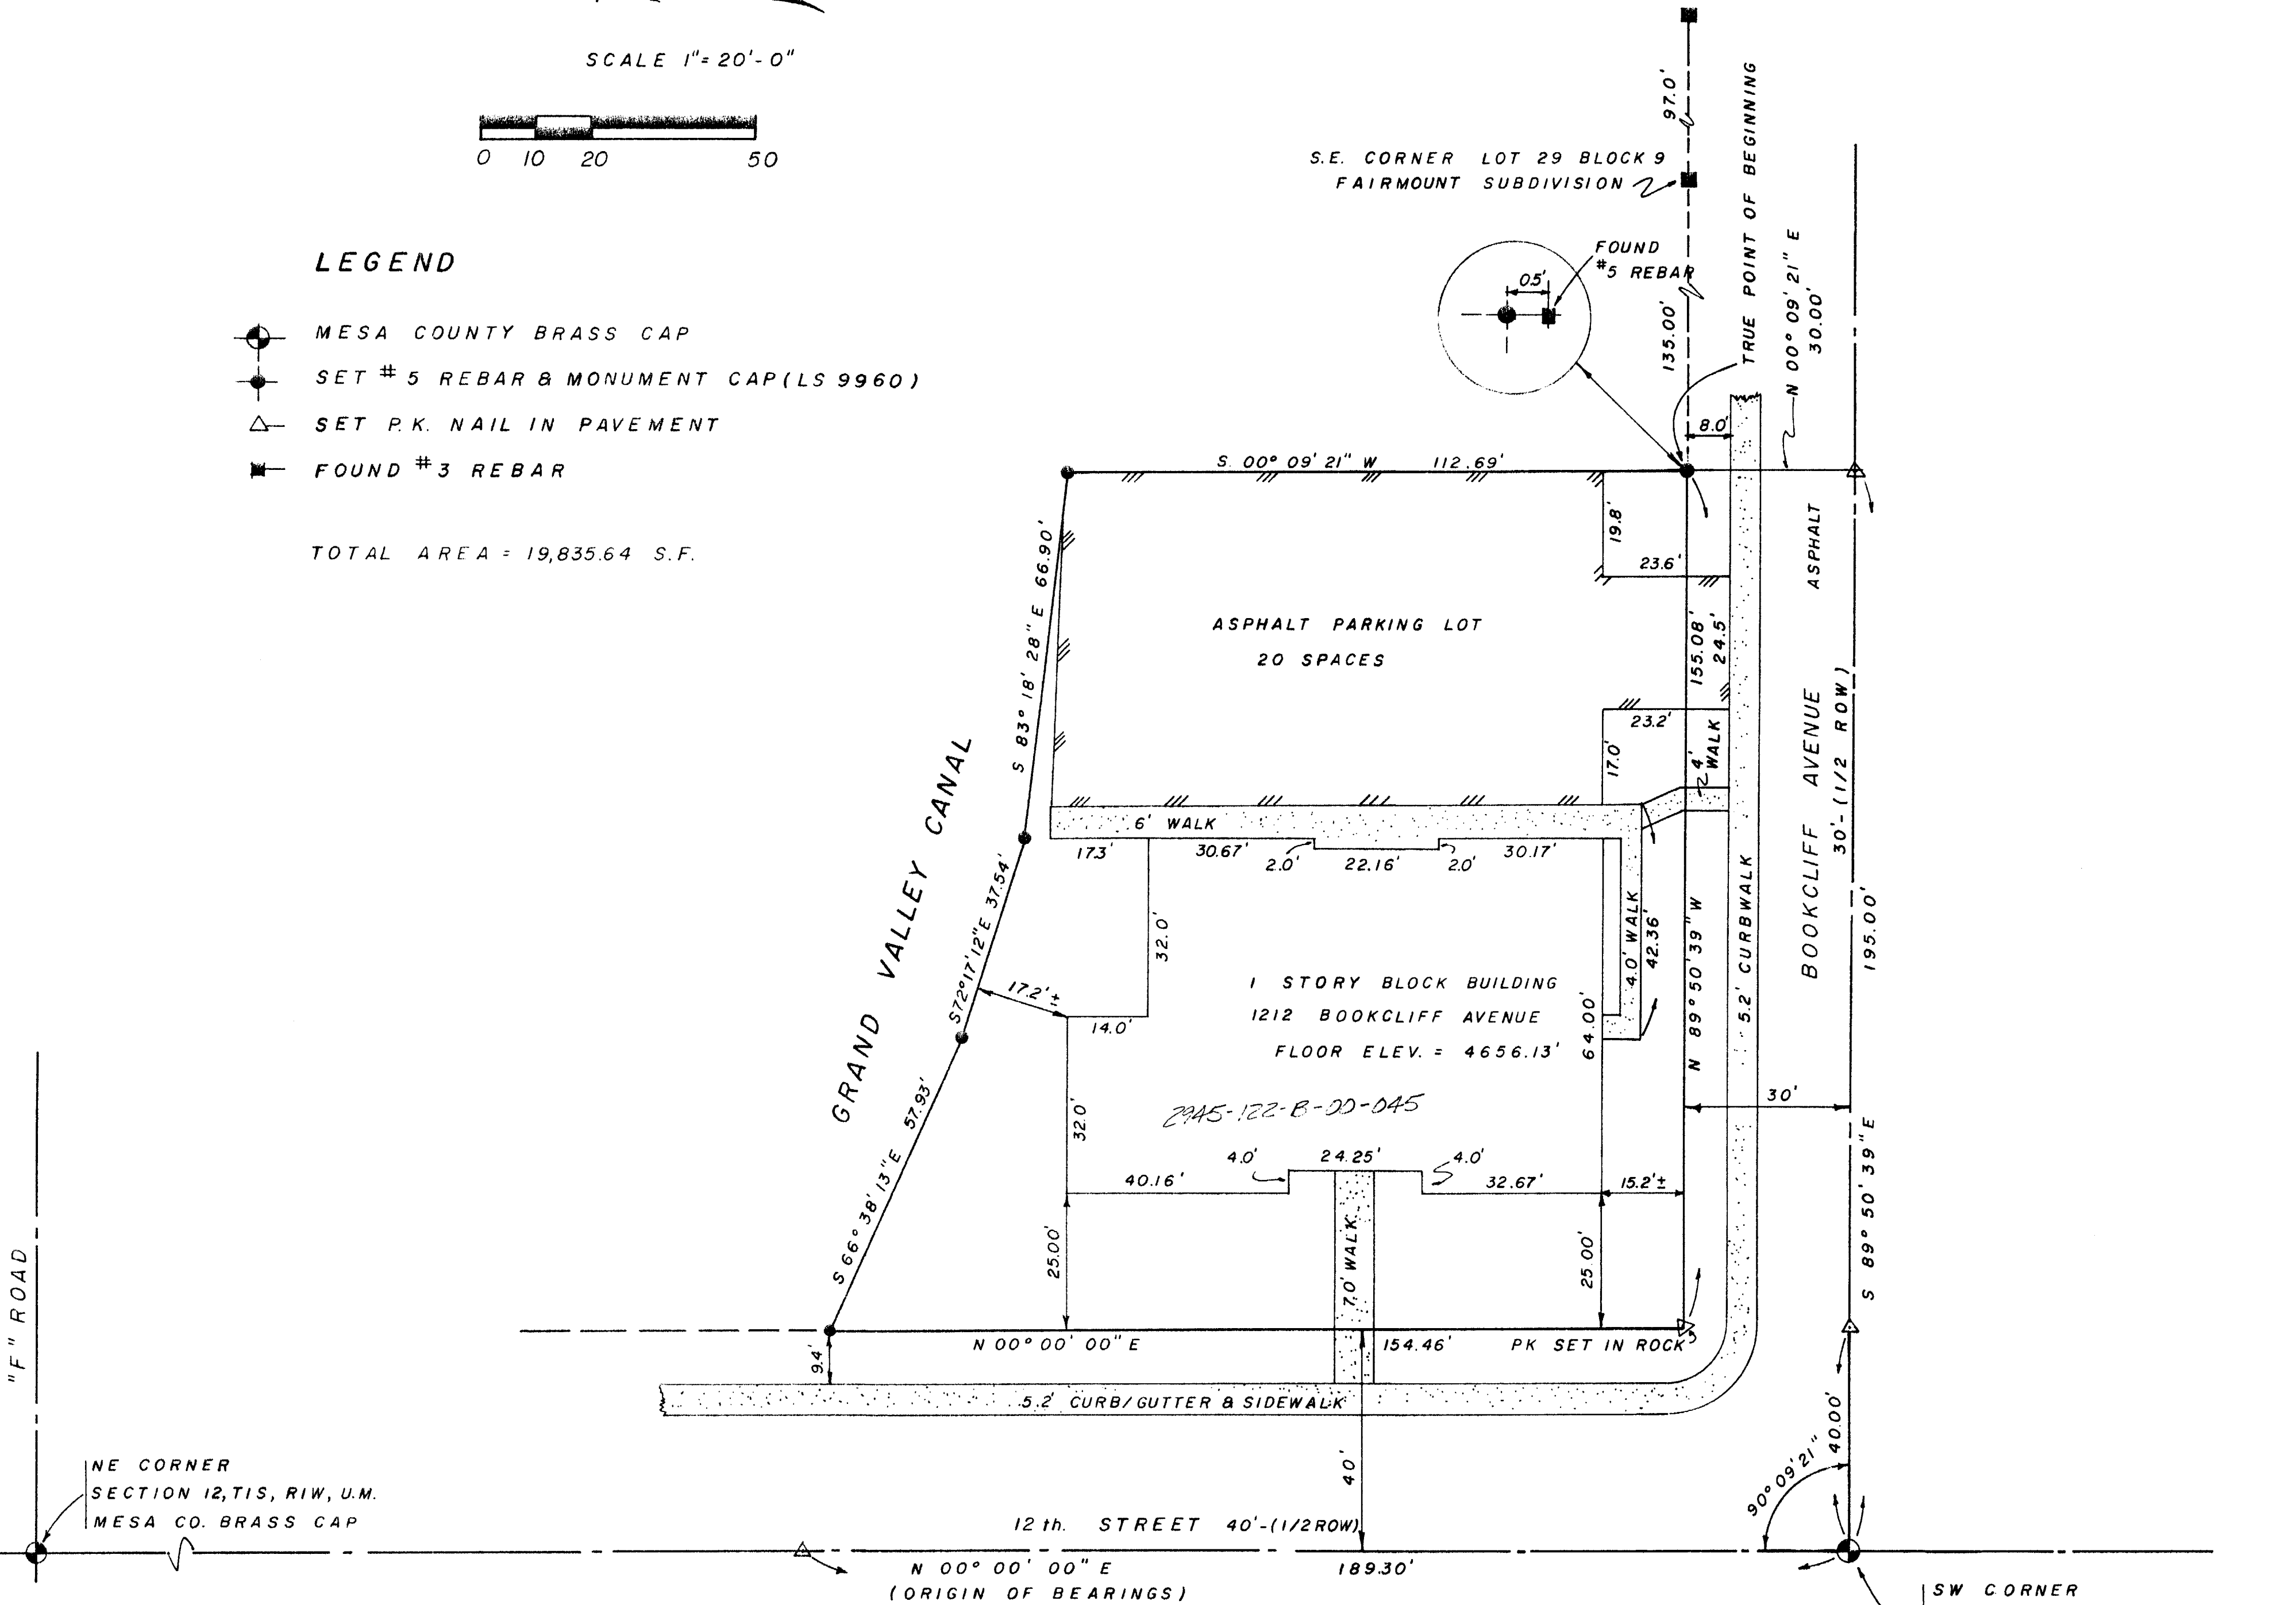 SCALE 1"= 20'- 0"
0 10 20 50
LEGEND
MESA COUNTY BRASS CAP
SET # 5 REBAR & MONUMENT CAP (LS 9960)
SET P.K. NAIL IN PAVEMENT
FOUND #3 REBAR
TOTAL AREA = 19,835.64 S.F.
97.0'
S.E. CORNER LOT 29 BLOCK 9
FAIRMOUNT SUBDIVISION
TRUE POINT OF BEGINNING
FOUND
#5 REBAR
0.5'
135.00'
N 00° 09' 21" E
30.00'
8.0'
S. 00° 09' 21" W 112.69'
19.8'
23.6'
ASPHALT
S 83° 18' 28" E 66.90'
ASPHALT PARKING LOT
20 SPACES
155.08'
24.5'
23.2'
17.0'
4'
WALK
BOOKCLIFF AVENUE
30'-(1/2 ROW)
6' WALK
17.3' 30.67' 2.0' 22.16' 2.0' 30.17'
GRAND VALLEY CANAL
S72°17'12"E 37.54'
32.0'
17.2'±
14.0'
4.0' WALK
42.36'
N 89° 50' 39" W
5.2' CURBWALK
195.00'
1 STORY BLOCK BUILDING
1212 BOOKCLIFF AVENUE
FLOOR ELEV. = 4656.13'
64.00'
2945-122-B-00-045
30'
S 66° 38' 13" E 57.93'
32.0'
4.0' 24.25' 4.0'
40.16' 32.67' 15.2'±
S 89° 50' 39" E
25.00'
7.0' WALK
25.00'
"F" ROAD
N 00° 00' 00" E 154.46' PK SET IN ROCK
9.4'
5.2' CURB/GUTTER & SIDEWALK
40'
40.00'
90° 09' 21"
NE CORNER
SECTION 12, T1S, R1W, U.M.
MESA CO. BRASS CAP
12 th. STREET 40'-(1/2 ROW)
N 00° 00' 00" E 189.30'
(ORIGIN OF BEARINGS)
SW CORNER